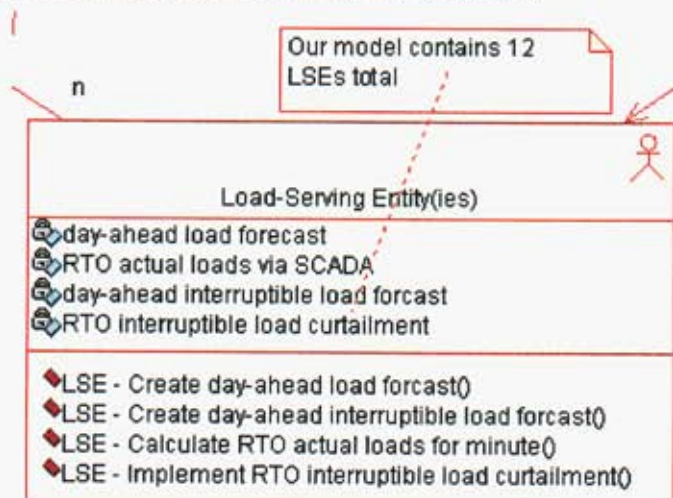 Our model contains 12
LSEs total
n
Load-Serving Entity(ies)
day-ahead load forecast
RTO actual loads via SCADA
day-ahead interruptible load forcast
RTO interruptible load curtailment
LSE - Create day-ahead load forcast()
LSE - Create day-ahead interruptible load forcast()
LSE - Calculate RTO actual loads for minute()
LSE - Implement RTO interruptible load curtailment()